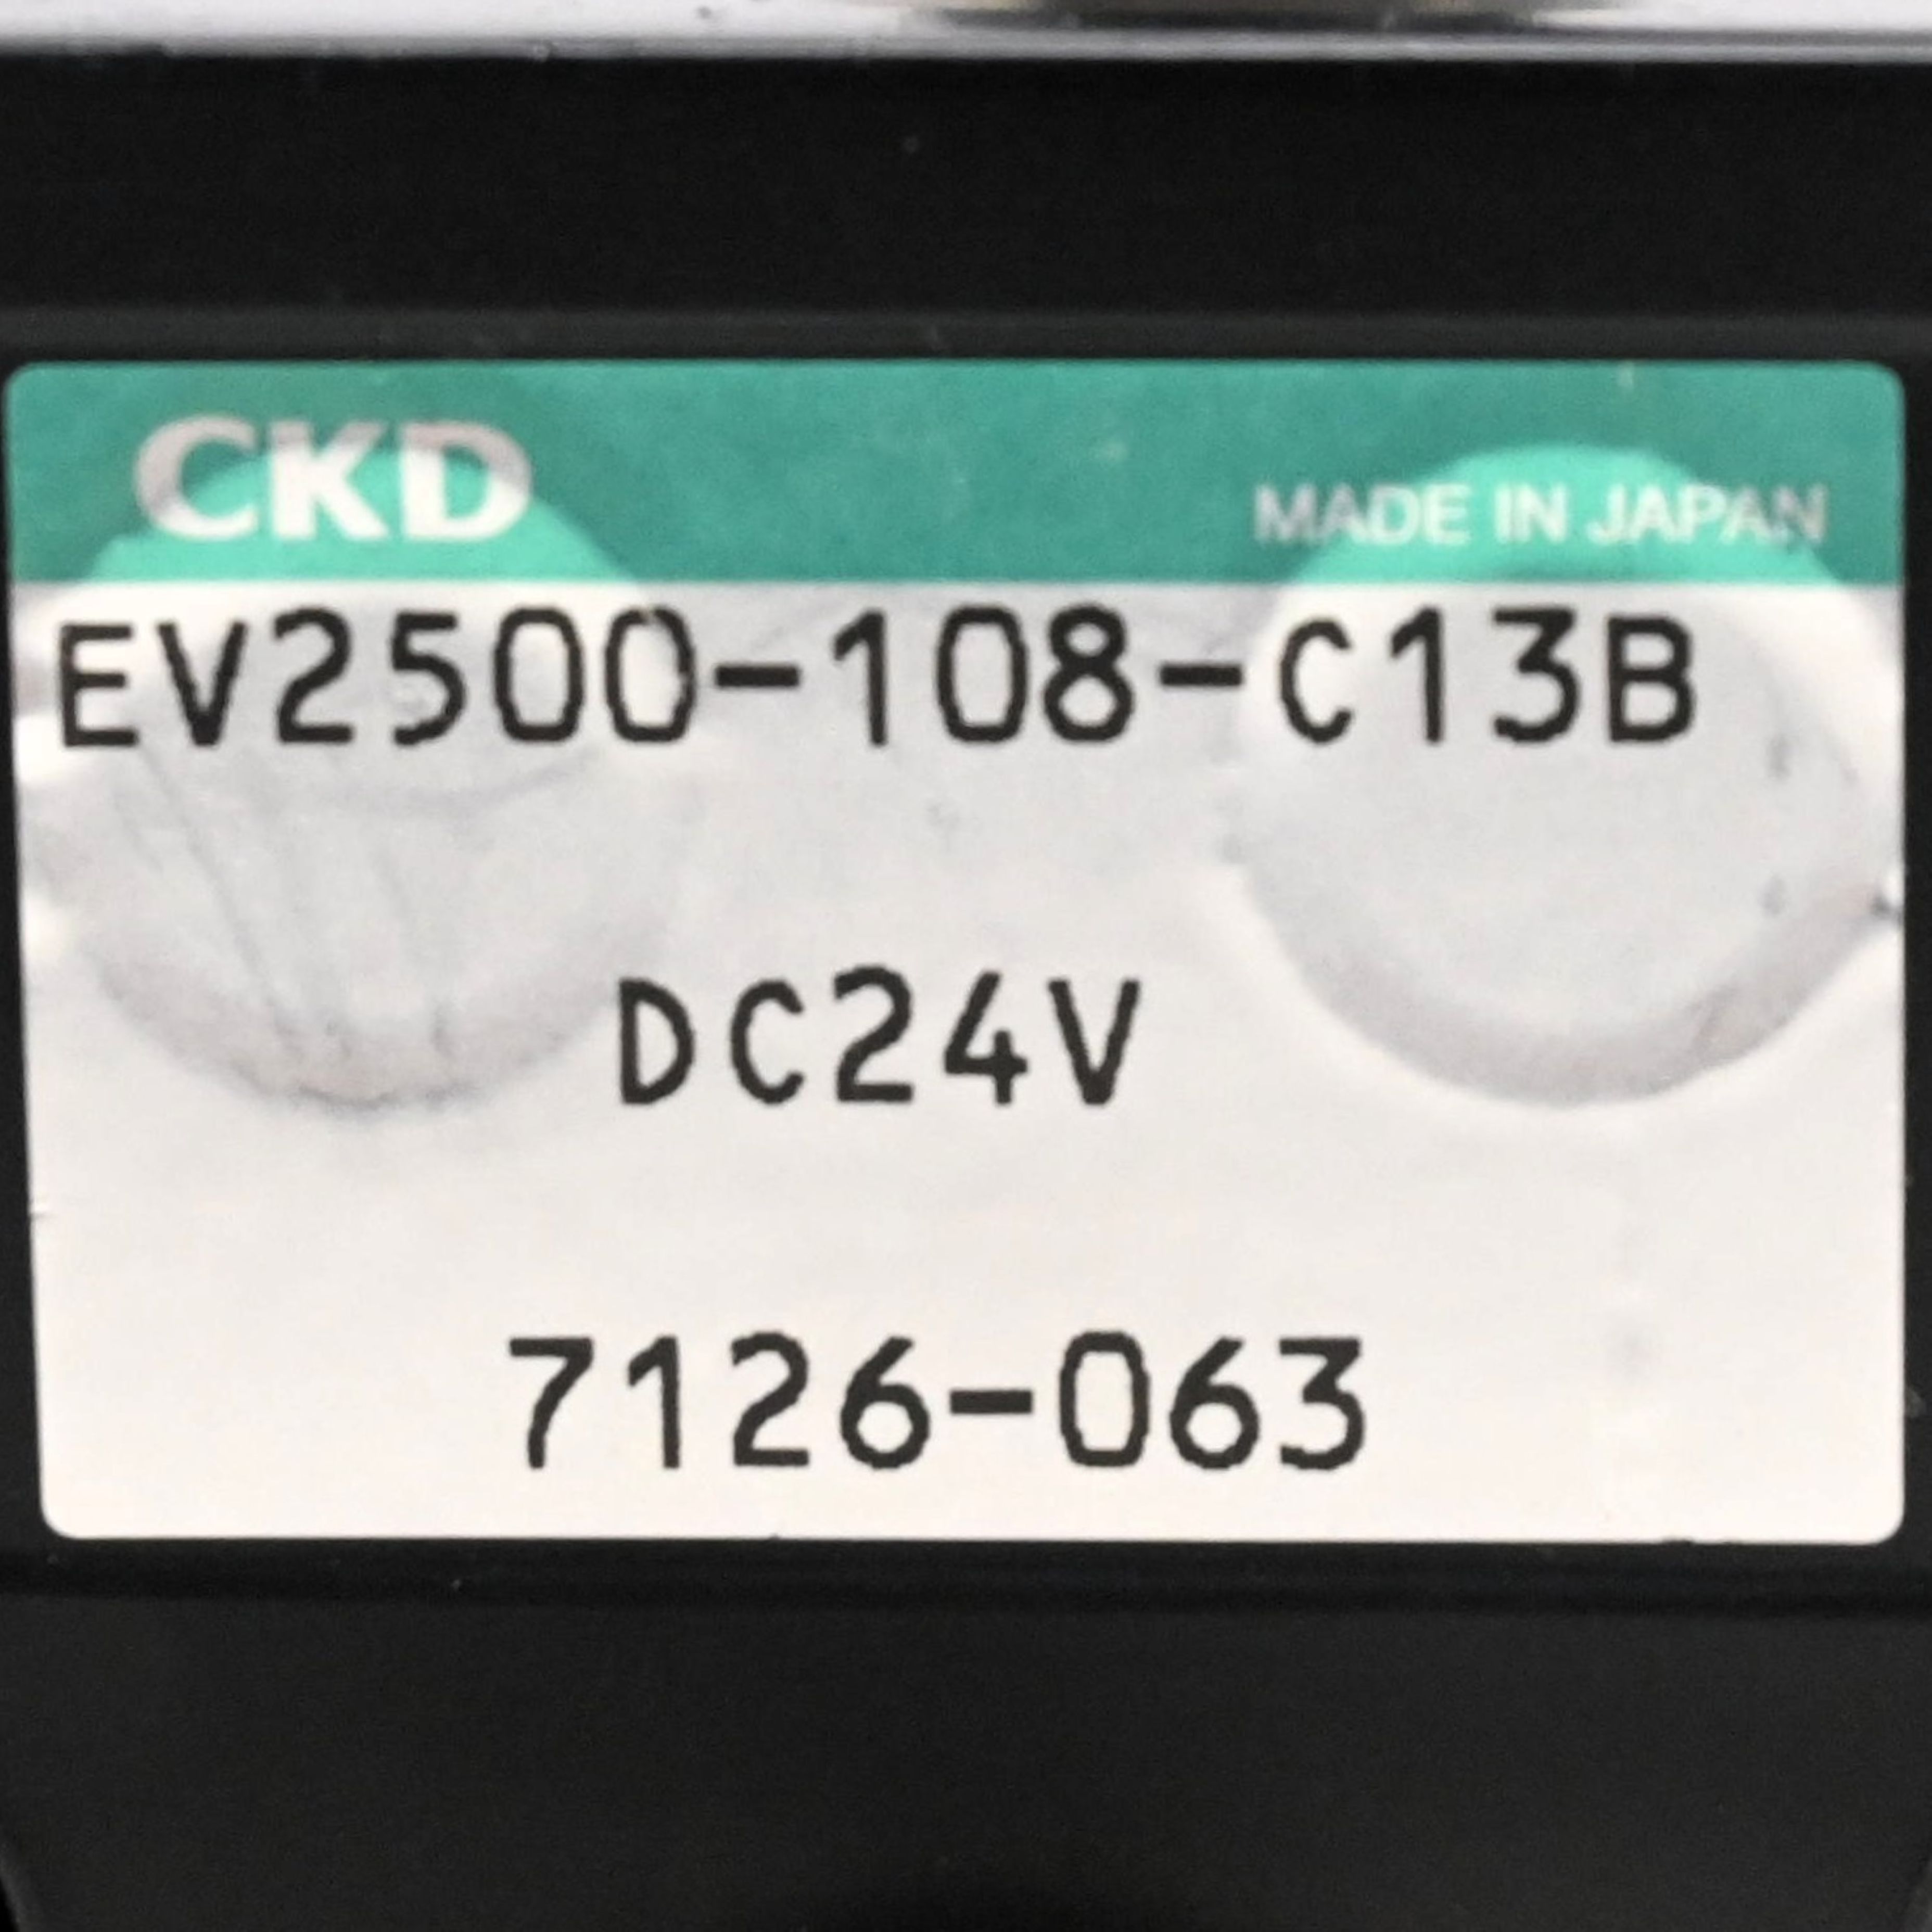 CKD
MADE IN JAPAN
EV2500-108-C13B
DC24V
7126-063